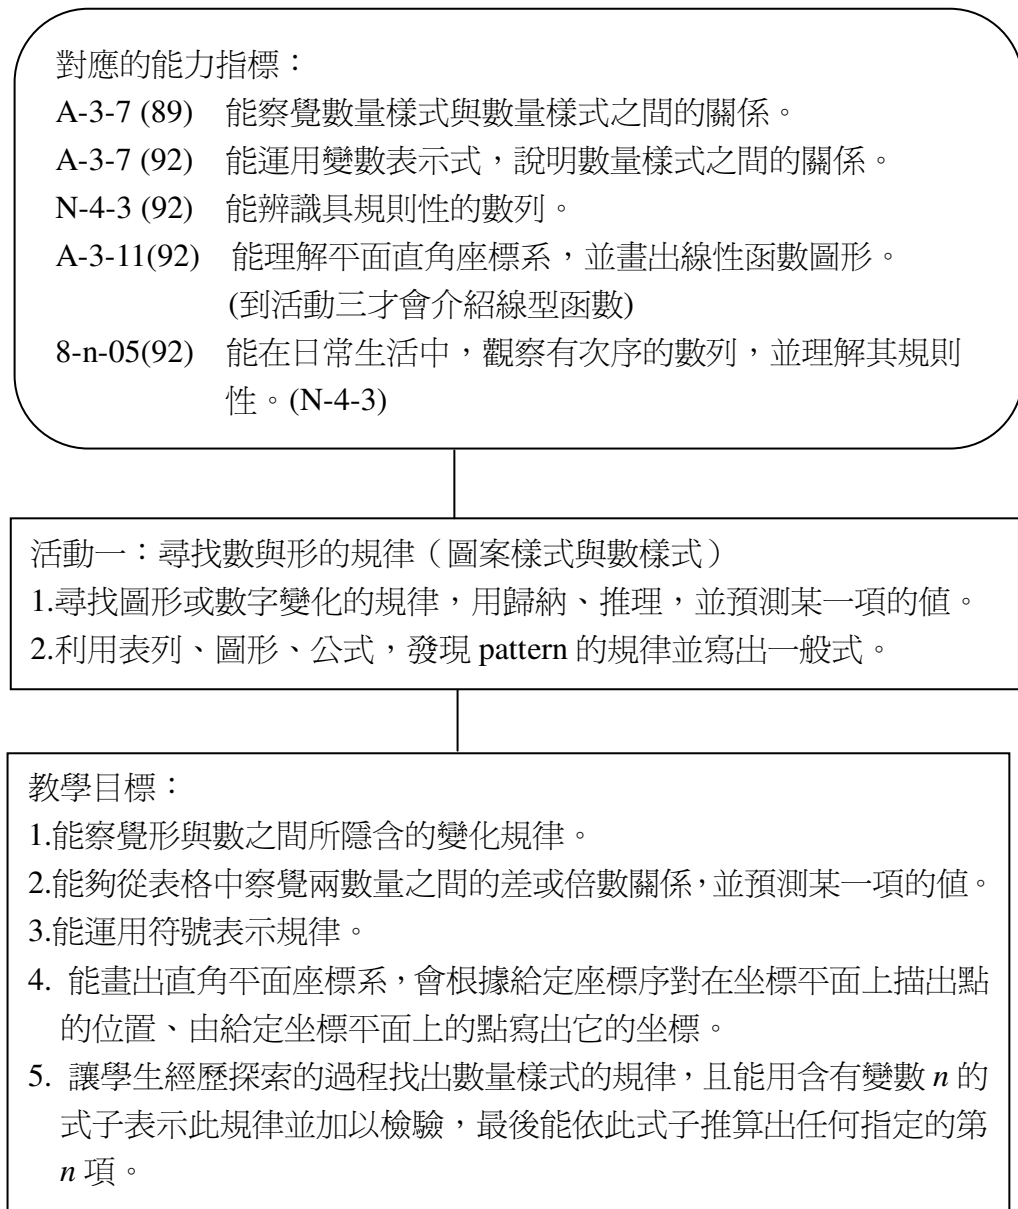 對應的能力指標：
A-3-7 (89) 能察覺數量樣式與數量樣式之間的關係。
A-3-7 (92) 能運用變數表示式，說明數量樣式之間的關係。
N-4-3 (92) 能辨識具規則性的數列。
A-3-11(92) 能理解平面直角座標系，並畫出線性函數圖形。
(到活動三才會介紹線型函數)
8-n-05(92) 能在日常生活中，觀察有次序的數列，並理解其規則
性。(N-4-3)
活動一：尋找數與形的規律（圖案樣式與數樣式）
1.尋找圖形或數字變化的規律，用歸納、推理，並預測某一項的值。
2.利用表列、圖形、公式，發現 pattern 的規律並寫出一般式。
教學目標：
1.能察覺形與數之間所隱含的變化規律。
2.能夠從表格中察覺兩數量之間的差或倍數關係，並預測某一項的值。
3.能運用符號表示規律。
4. 能畫出直角平面座標系，會根據給定座標序對在坐標平面上描出點
的位置、由給定坐標平面上的點寫出它的坐標。
5. 讓學生經歷探索的過程找出數量樣式的規律，且能用含有變數 n 的
式子表示此規律並加以檢驗，最後能依此式子推算出任何指定的第
n 項。